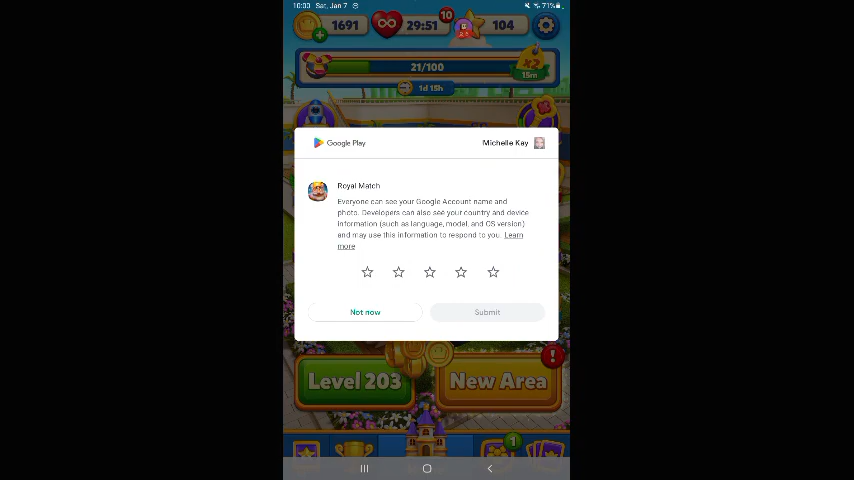 10:00 Sat, Jan 7
71%
1691
29:51
10
104
21/100
x2
15m
1d 15h
Google Play
Michelle Kay
Royal Match
Everyone can see your Google Account name and
photo. Developers can also see your country and device
information (such as language, model, and OS version)
and may use this information to respond to you. Learn
more
Not now
Submit
!
Level 203
New Area
1